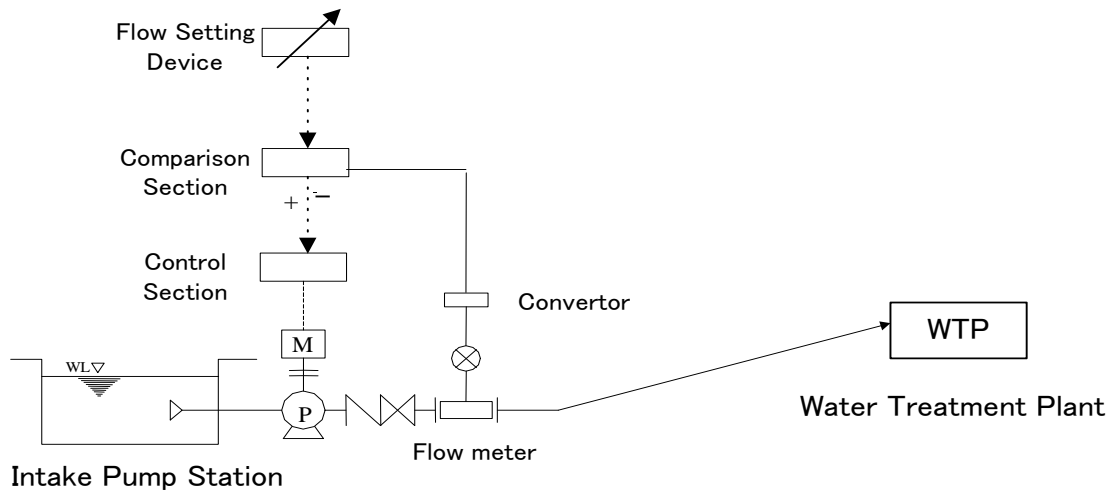 Flow Setting
Device
Comparison
Section
+ -
Control
Section
Convertor
M
WL
P
WTP
Water Treatment Plant
Flow meter
Intake Pump Station